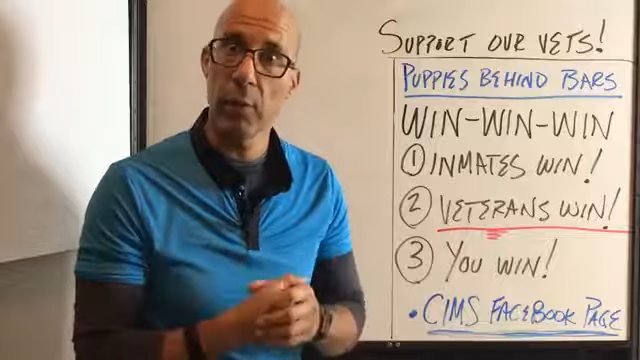 SUPPORT OUR VETS!
PUPPIES BEHIND BARS
WIN-WIN-WIN
① INMATES WIN!
② VETERANS WIN!
③ YOU WIN!
• CIMS FACEBOOK PAGE